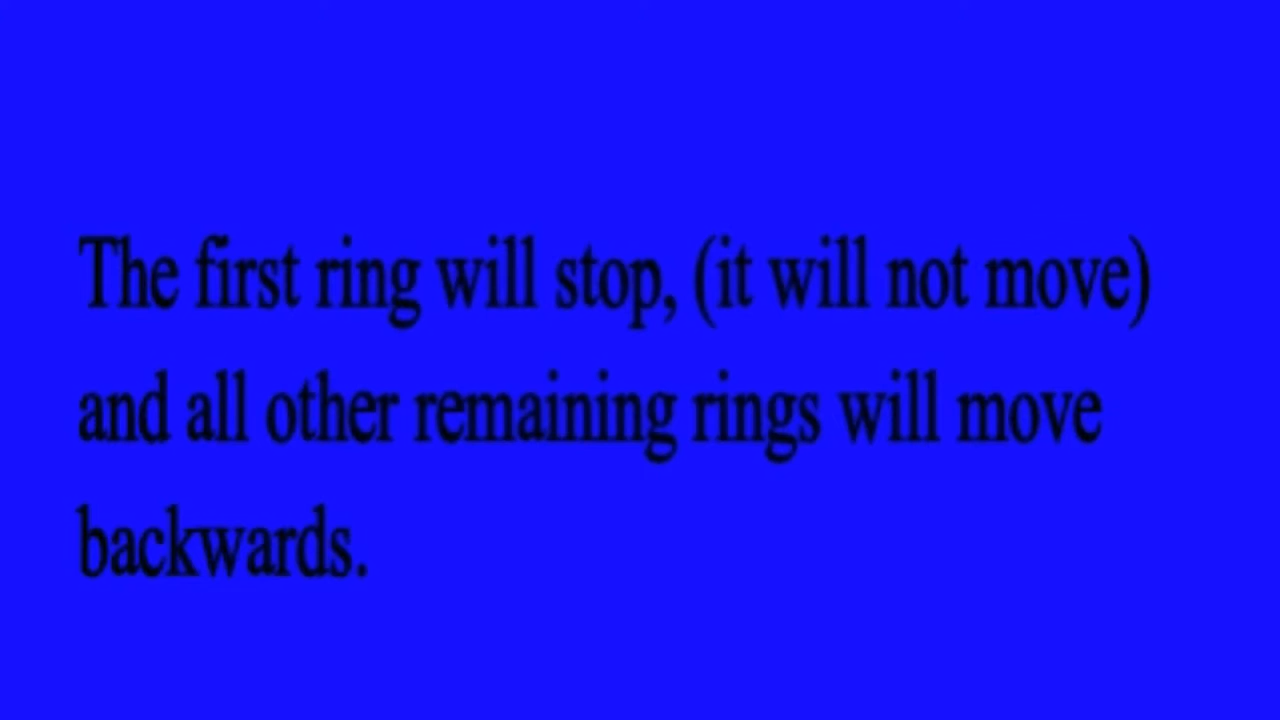 The first ring will stop, (it will not move)
and all other remaining rings will move
backwards.